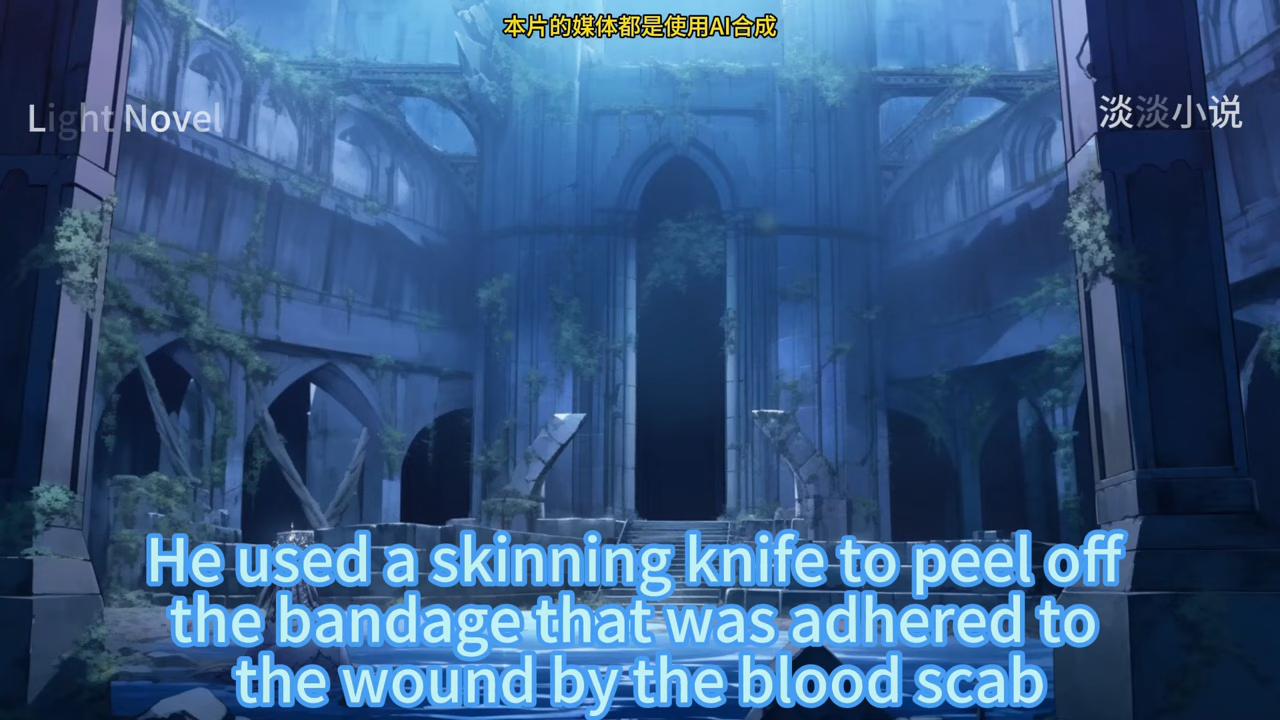 本片的媒体都是使用AI合成
Light Novel
淡淡小说
He used a skinning knife to peel off
the bandage that was adhered to
the wound by the blood scab